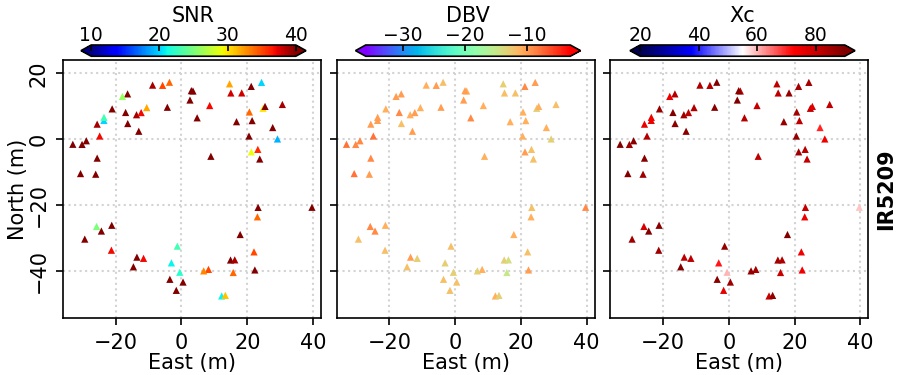 SNR DBV Xc
10 20 30 40 −30 −20 −10 20 40 60 80
20
0
−20
−40
North (m)
−20 0 20 40 −20 0 20 40 −20 0 20 40
East (m) East (m) East (m)
IR5209